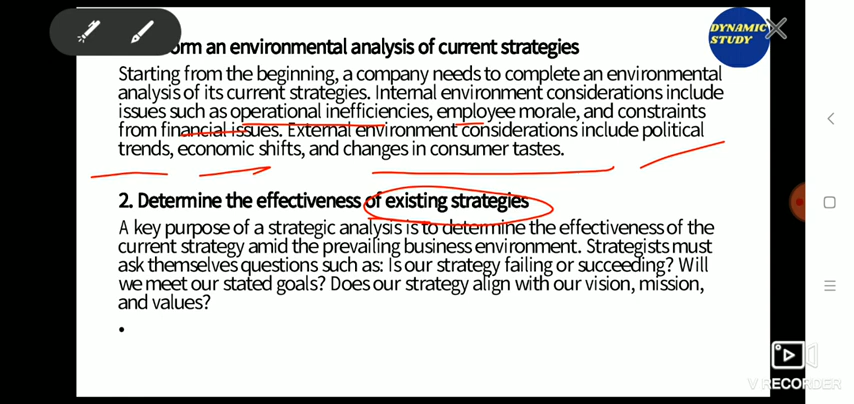 orm an environmental analysis of current strategies
DYNAMIC
STUDY
Starting from the beginning, a company needs to complete an environmental
analysis of its current strategies. Internal environment considerations include
issues such as operational inefficiencies, employee morale, and constraints
from financial issues. External environment considerations include political
trends, economic shifts, and changes in consumer tastes.
2. Determine the effectiveness of existing strategies
A key purpose of a strategic analysis is to determine the effectiveness of the
current strategy amid the prevailing business environment. Strategists must
ask themselves questions such as: Is our strategy failing or succeeding? Will
we meet our stated goals? Does our strategy align with our vision, mission,
and values?
•
V RECORDER